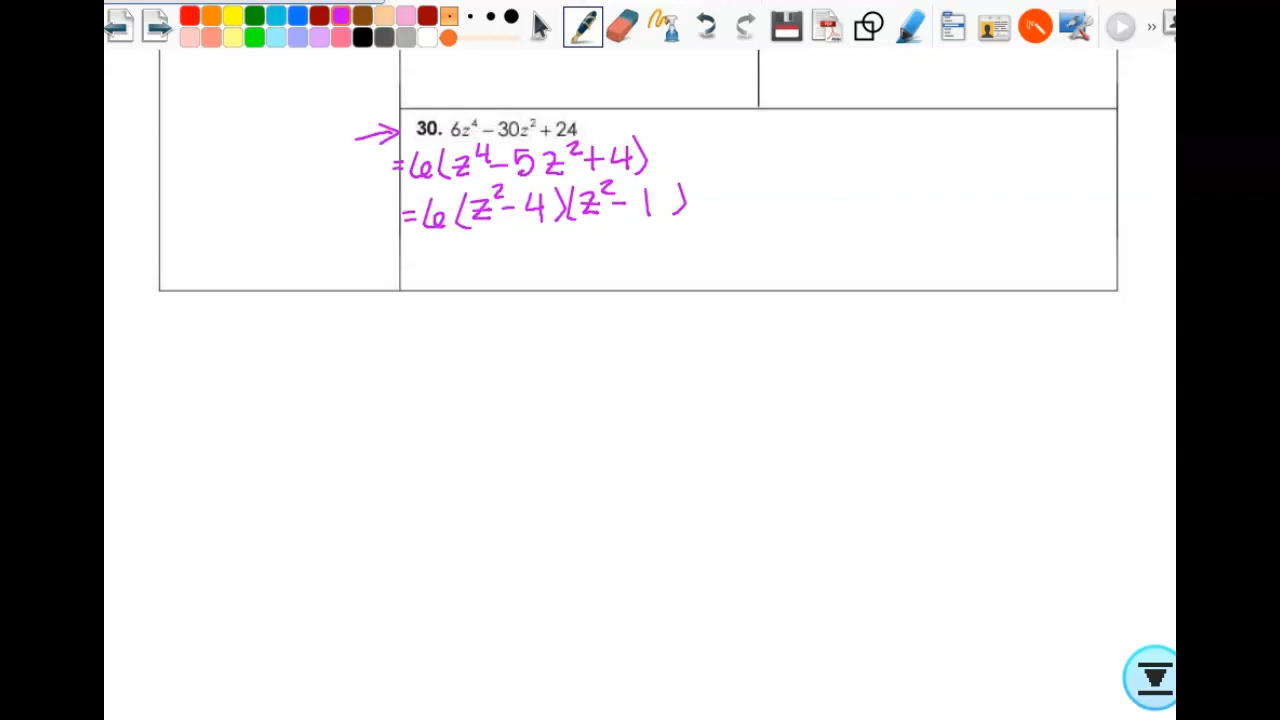 30. 6z⁴ – 30z² + 24
= 6(z⁴ – 5z² + 4)
= 6(z² – 4)(z² – 1 )